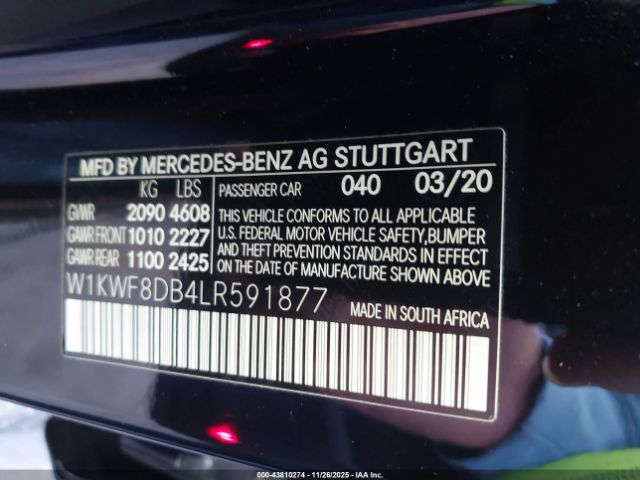 MFD BY MERCEDES-BENZ AG STUTTGART
KG LBS
GVWR 2090 4608
GAWR FRONT 1010 2227
GAWR REAR 1100 2425
PASSENGER CAR 040 03/20
THIS VEHICLE CONFORMS TO ALL APPLICABLE
U.S. FEDERAL MOTOR VEHICLE SAFETY, BUMPER
AND THEFT PREVENTION STANDARDS IN EFFECT
ON THE DATE OF MANUFACTURE SHOWN ABOVE.
W1KWF8DB4LR591877
MADE IN SOUTH AFRICA
000-43810274 - 11/26/2025 - IAA, Inc.